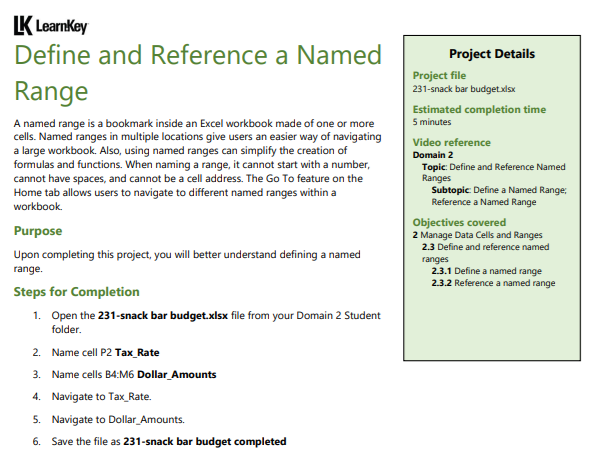 LK LearnKey
Define and Reference a Named
Range
A named range is a bookmark inside an Excel workbook made of one or more
cells. Named ranges in multiple locations give users an easier way of navigating
a large workbook. Also, using named ranges can simplify the creation of
formulas and functions. When naming a range, it cannot start with a number,
cannot have spaces, and cannot be a cell address. The Go To feature on the
Home tab allows users to navigate to different named ranges within a
workbook.
Purpose
Upon completing this project, you will better understand defining a named
range.
Steps for Completion
1. Open the 231-snack bar budget.xlsx file from your Domain 2 Student
folder.
2. Name cell P2 Tax_Rate
3. Name cells B4:M6 Dollar_Amounts
4. Navigate to Tax_Rate.
5. Navigate to Dollar_Amounts.
6. Save the file as 231-snack bar budget completed
Project Details
Project file
231-snack bar budget.xlsx
Estimated completion time
5 minutes
Video reference
Domain 2
Topic: Define and Reference Named
Ranges
Subtopic: Define a Named Range;
Reference a Named Range
Objectives covered
2 Manage Data Cells and Ranges
2.3 Define and reference named
ranges
2.3.1 Define a named range
2.3.2 Reference a named range